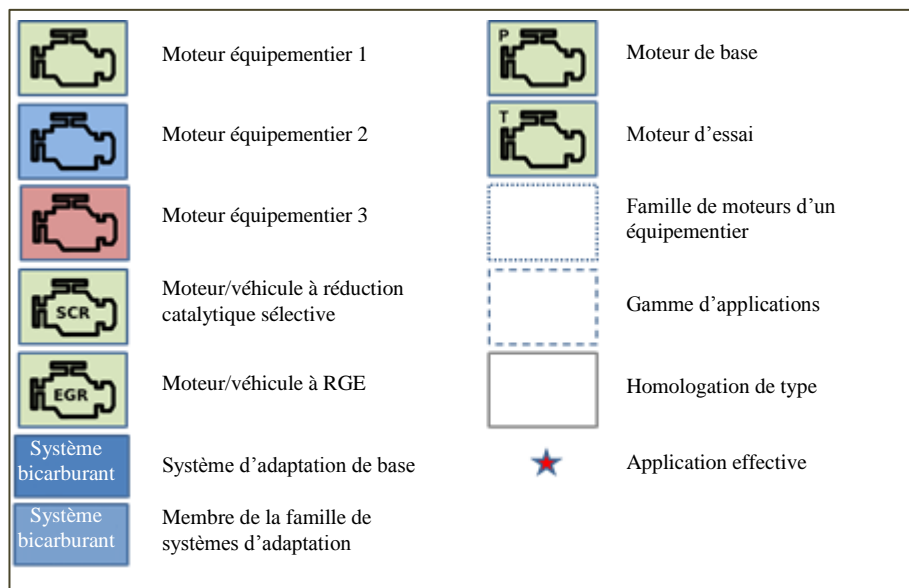 Moteur équipementier 1
P
Moteur de base
Moteur équipementier 2
T
Moteur d'essai
Moteur équipementier 3
Famille de moteurs d'un
équipementier
SCR
Moteur/véhicule à réduction
catalytique sélective
Gamme d'applications
EGR
Moteur/véhicule à RGE
Homologation de type
Système
bicarburant
Système d'adaptation de base
Application effective
Système
bicarburant
Membre de la famille de
systèmes d'adaptation